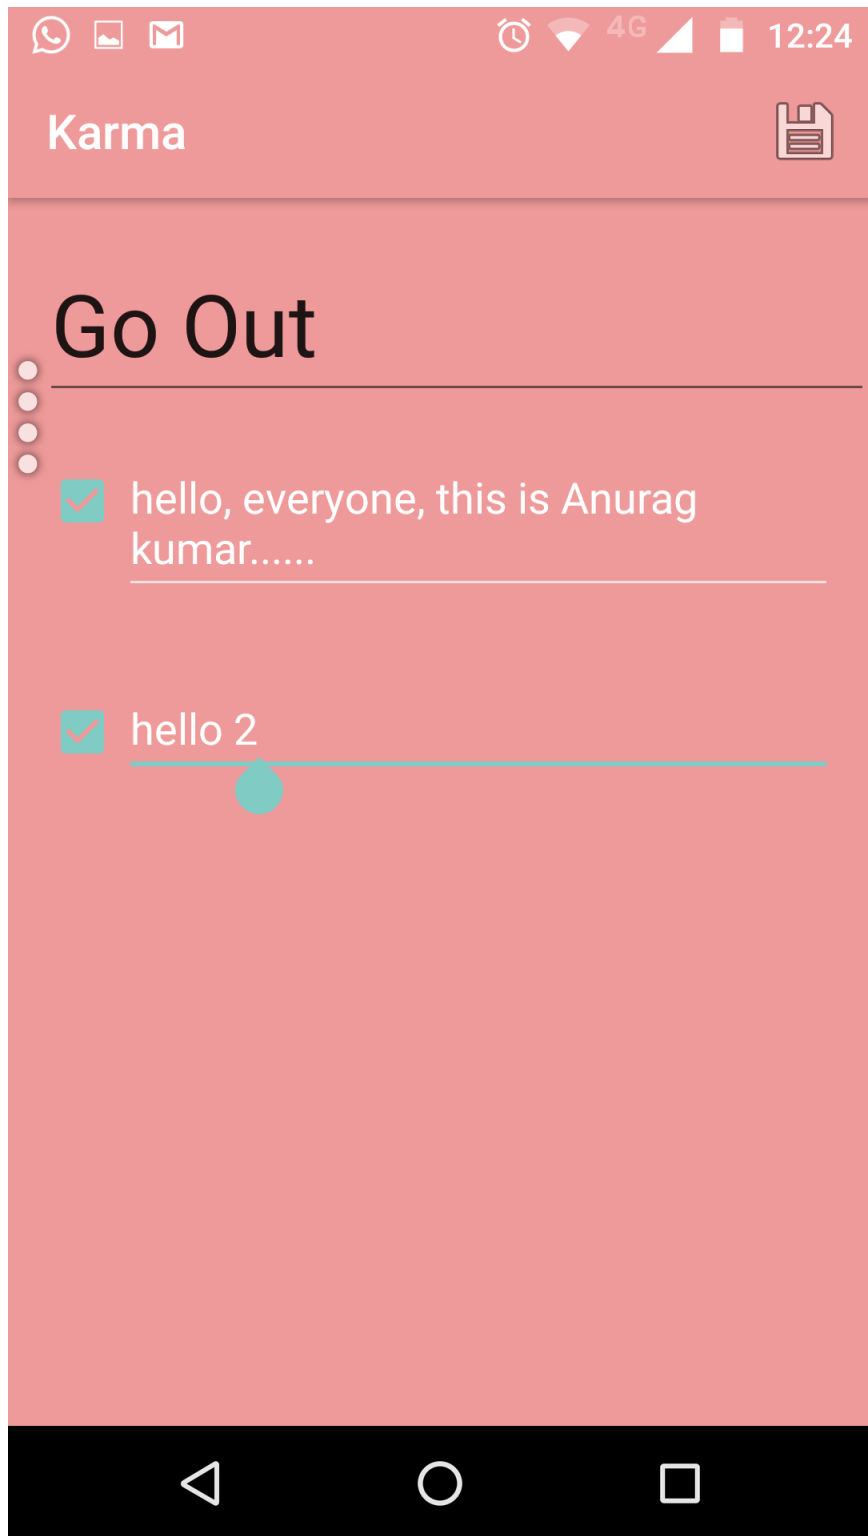 4G 12:24
Karma
Go Out
hello, everyone, this is Anurag
kumar......
hello 2